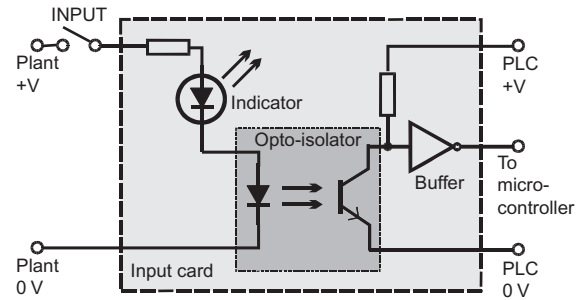 INPUT
Plant
+V
Indicator
Opto-isolator
Buffer
PLC
+V
To
micro-
controller
Plant
0 V
Input card
PLC
0 V